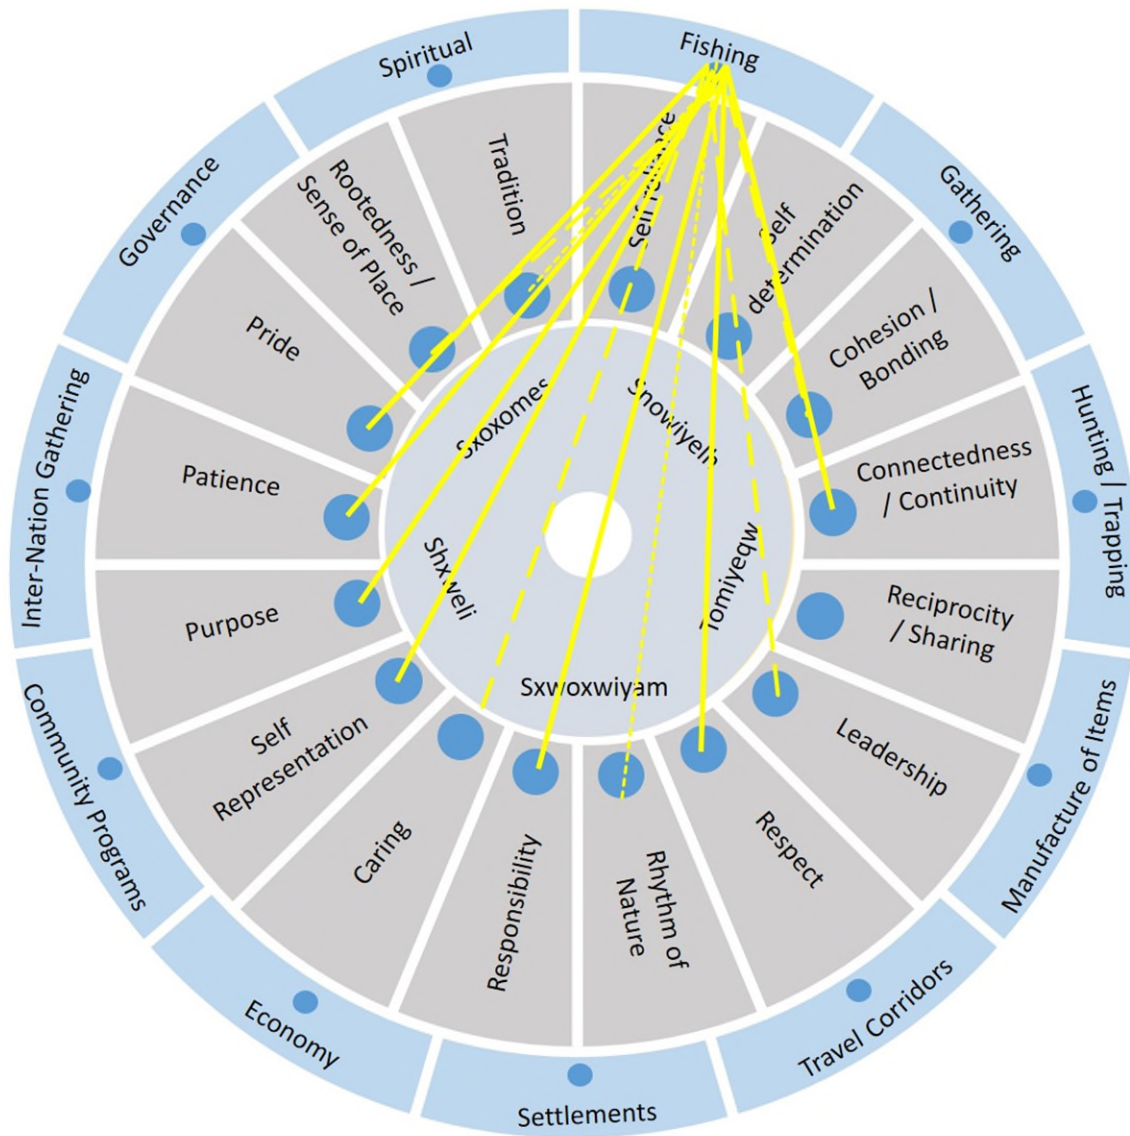 Fishing
Gathering
Hunting / Trapping
Manufacture of Items
Travel Corridors
Settlements
Economy
Community Programs
Inter-Nation Gathering
Governance
Spiritual
Tradition
Self reliance
Self
determination
Cohesion /
Bonding
Connectedness
/ Continuity
Reciprocity
/ Sharing
Leadership
Respect
Rhythm of
Nature
Responsibility
Caring
Self
Representation
Purpose
Patience
Pride
Rootedness /
Sense of Place
Sxoxomes
Tomiyeqw
Sxwoxwiyam
Shxweli